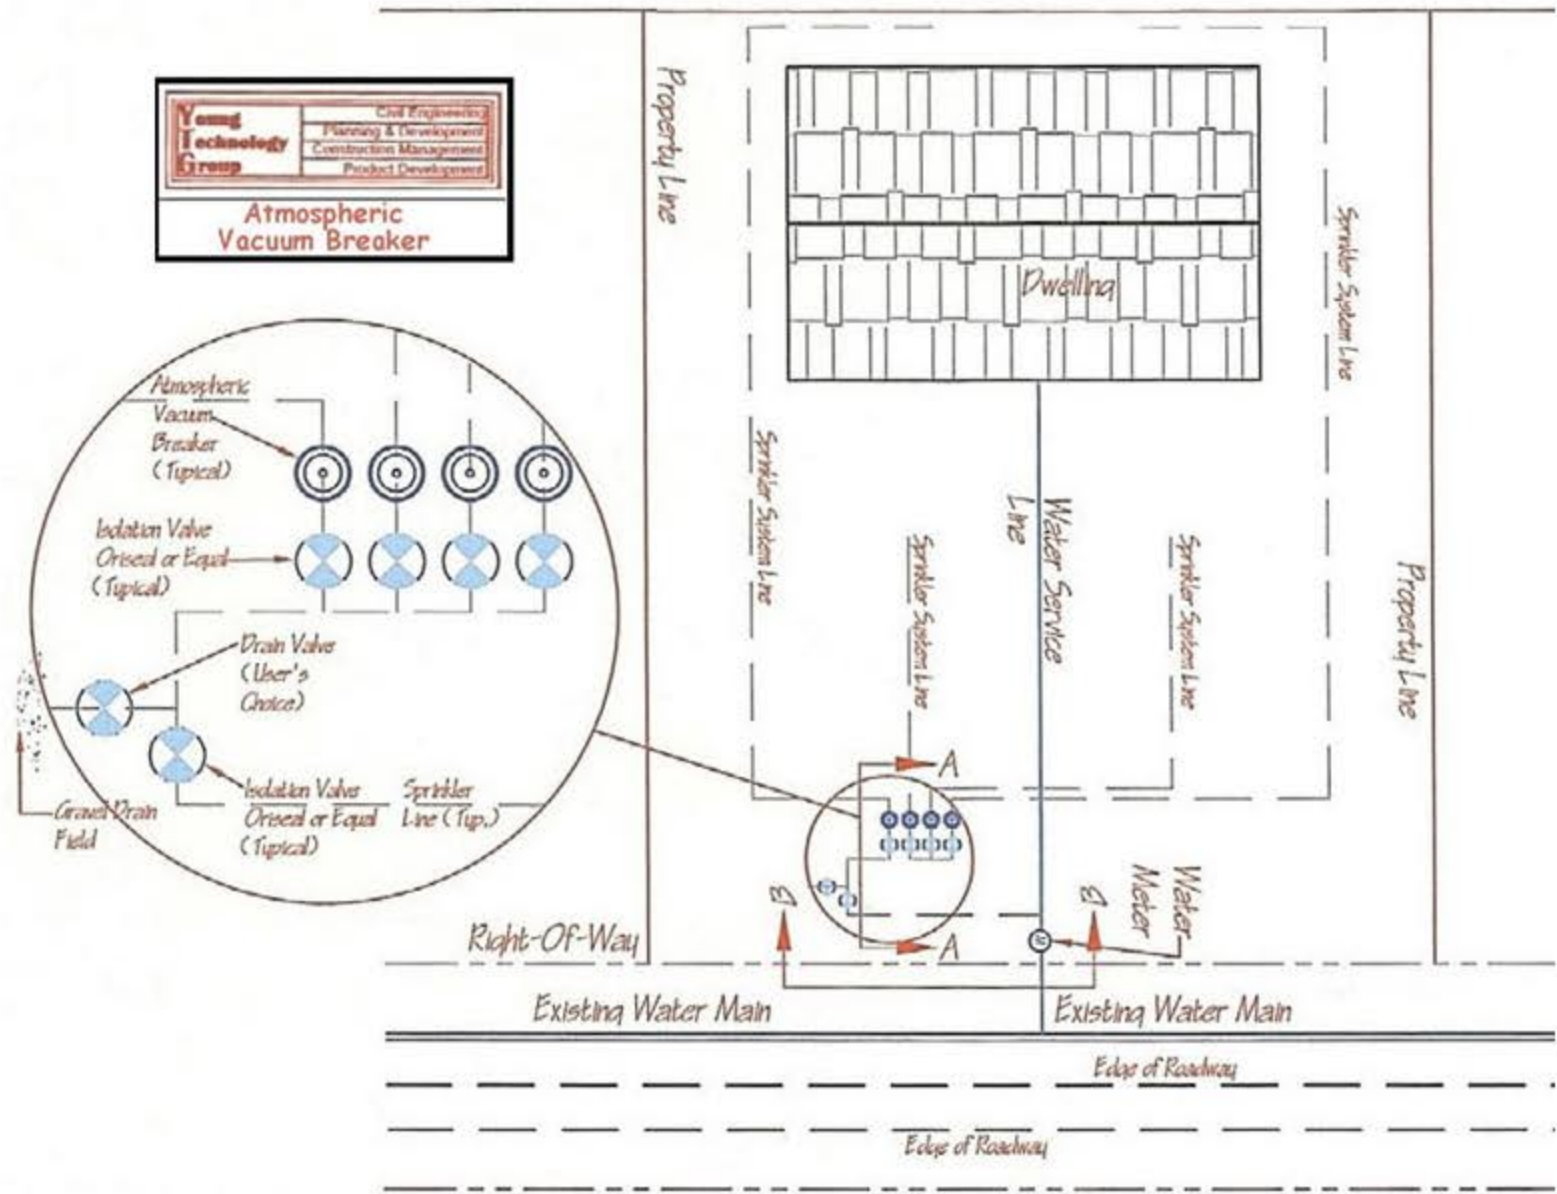 Young
Technology
Group
Civil Engineering
Planning & Development
Construction Management
Product Development
Atmospheric
Vacuum Breaker
Property Line
Dwelling
Sprinkler System Line
Atmospheric
Vacuum
Breaker
(Typical)
Isolation Valve
Oriseal or Equal
(Typical)
Drain Valve
(User's
Choice)
Isolation Valve
Oriseal or Equal
(Typical)
Sprinkler
Line (Typ.)
Gravel Drain
Field
Sprinkler System Line
Sprinkler System Line
Water Service
Line
Sprinkler System Line
Property Line
A
A
B
B
Water
Meter
M
Right-Of-Way
Existing Water Main
Existing Water Main
Edge of Roadway
Edge of Roadway